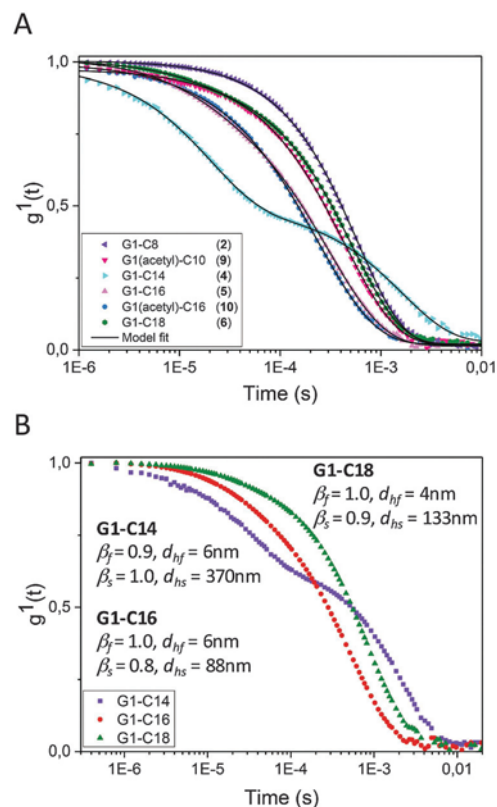 A
g¹(t)
1,0
0,5
0,0
G1-C8 (2)
G1(acetyl)-C10 (9)
G1-C14 (4)
G1-C16 (5)
G1(acetyl)-C16 (10)
G1-C18 (6)
Model fit
1E-6 1E-5 1E-4 1E-3 0,01
Time (s)
B
g¹(t)
1,0
0,5
0,0
G1-C18
βf = 1.0, dhf = 4nm
βs = 0.9, dhs = 133nm
G1-C14
βf = 0.9, dhf = 6nm
βs = 1.0, dhs = 370nm
G1-C16
βf = 1.0, dhf = 6nm
βs = 0.8, dhs = 88nm
G1-C14
G1-C16
G1-C18
1E-6 1E-5 1E-4 1E-3 0,01
Time (s)